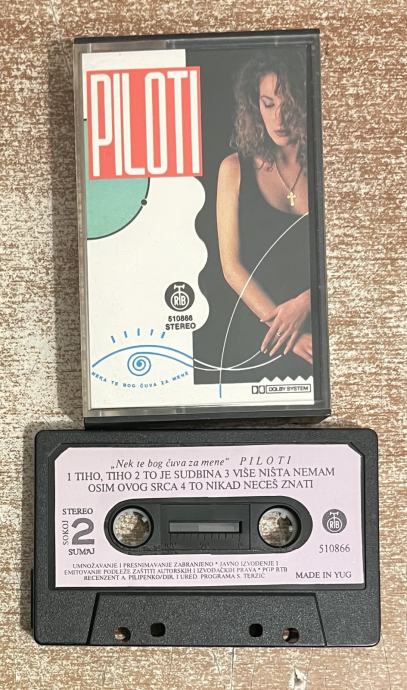 PILOTI
RTB
510866
STEREO
NEKA TE BOG ČUVA ZA MENE
DOLBY SYSTEM
„Nek te bog čuva za mene" PILOTI
1 TIHO, TIHO 2 TO JE SUDBINA 3 VIŠE NIŠTA NEMAM
OSIM OVOG SRCA 4 TO NIKAD NEĆEŠ ZNATI
STEREO
SOKOJ
2
SUMAJ
RTB
510866
UMNOŽAVANJE I PRESNIMAVANJE ZABRANJENO * JAVNO IZVOĐENJE I
EMITOVANJE PODLEŽE ZAŠTITI AUTORSKIH I IZVOĐAČKIH PRAVA * PGP RTB
RECENZENT A. PILIPENKO/DIR. I URED. PROGRAMA S. TERZIĆ
MADE IN YUG